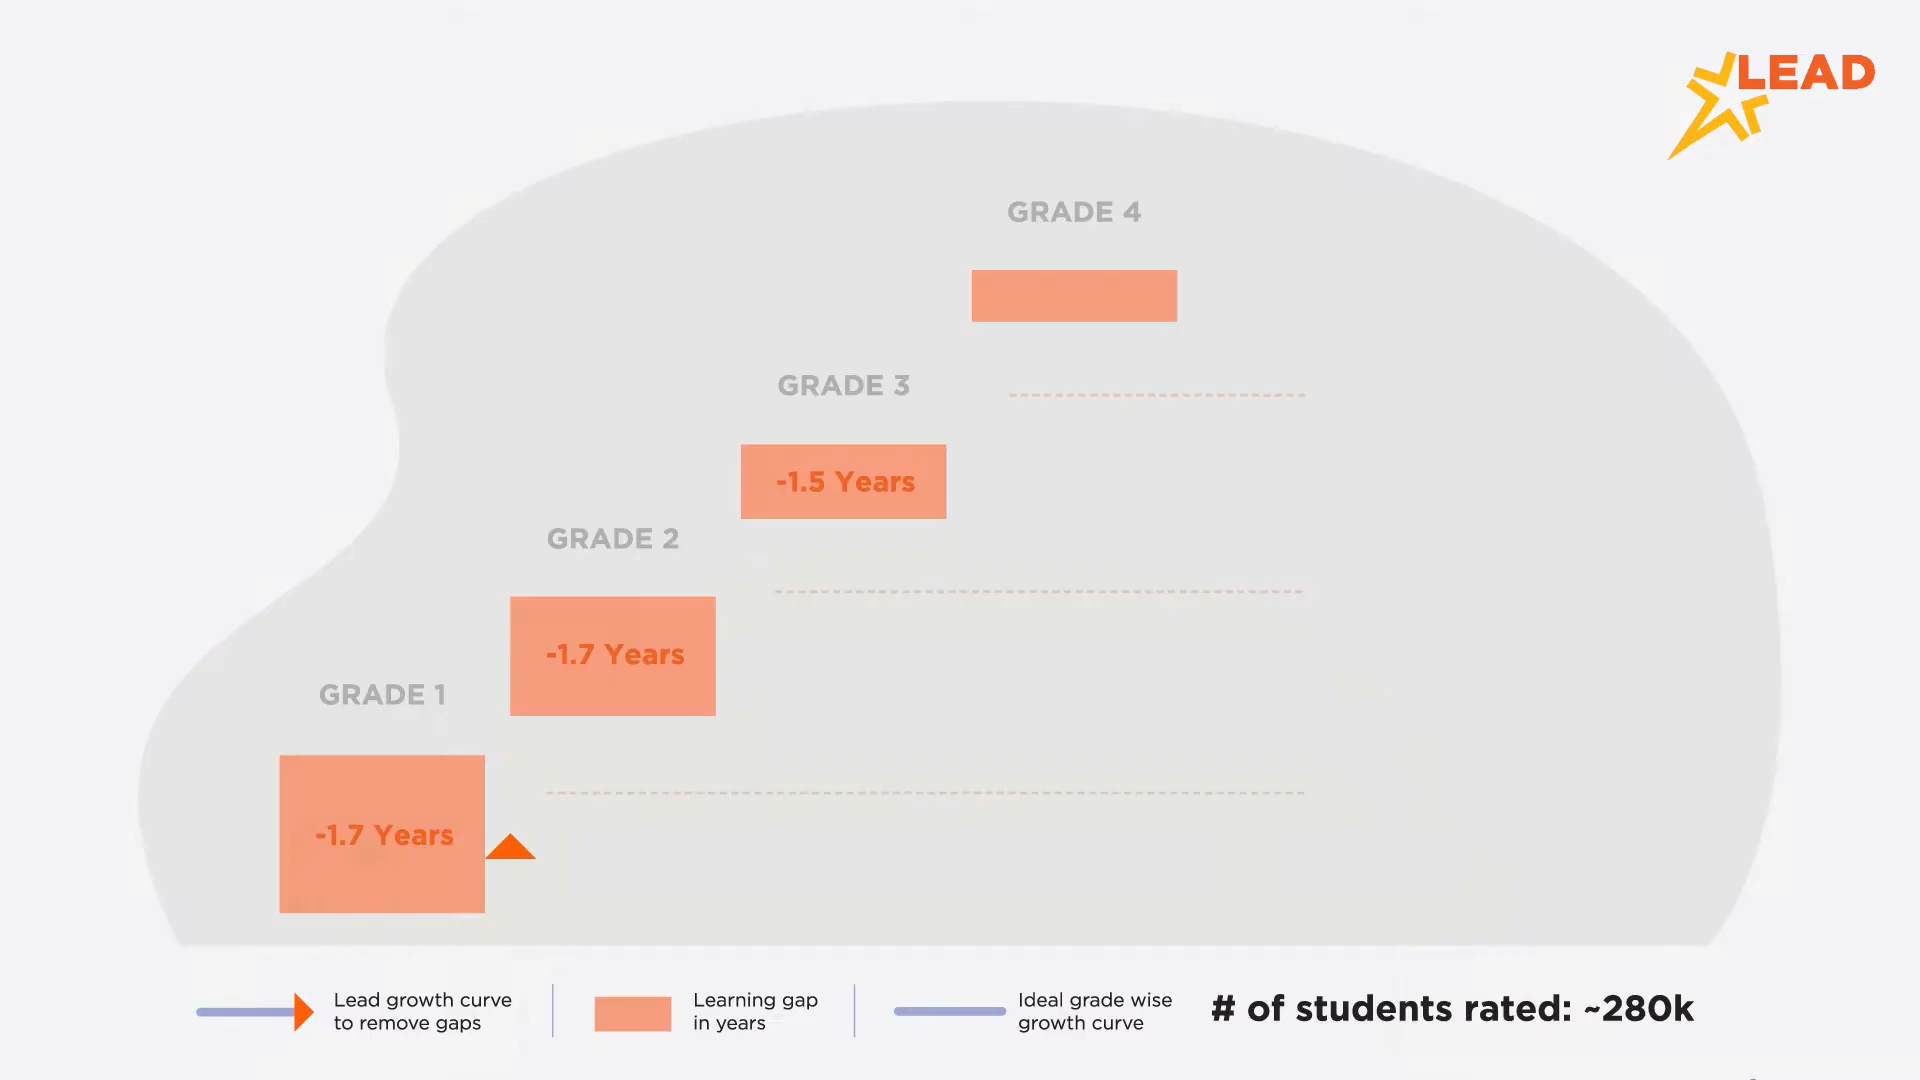 LEAD
GRADE 4
GRADE 3
-1.5 Years
GRADE 2
-1.7 Years
GRADE 1
-1.7 Years
Lead growth curve
to remove gaps
Learning gap
in years
Ideal grade wise
growth curve
# of students rated: ~280k